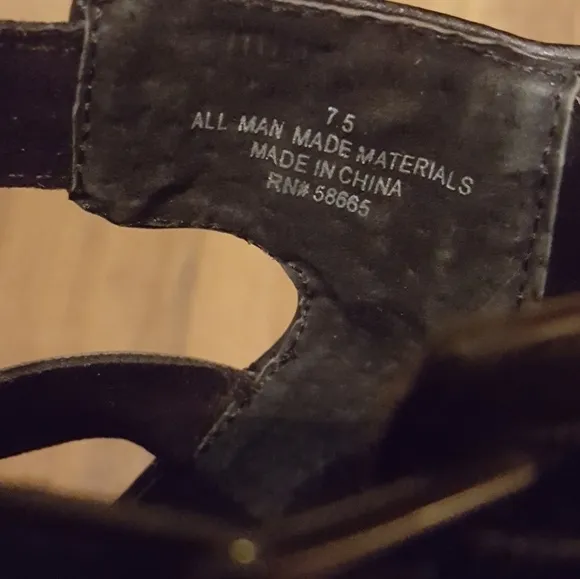 7.5
ALL MAN MADE MATERIALS
MADE IN CHINA
RN# 58665